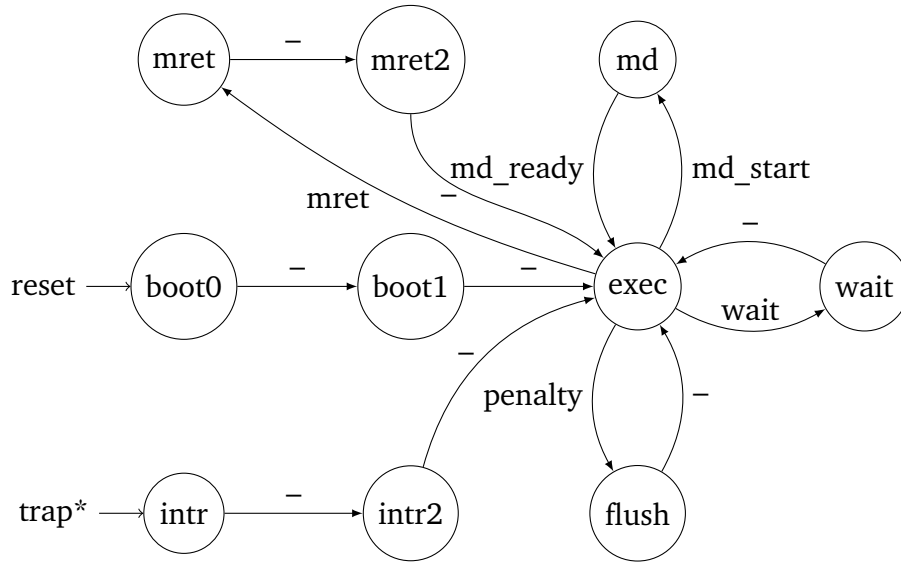 mret
–
mret2
md
md_ready
md_start
–
mret
–
reset
boot0
–
boot1
–
exec
wait
wait
penalty
–
–
trap*
intr
–
intr2
flush